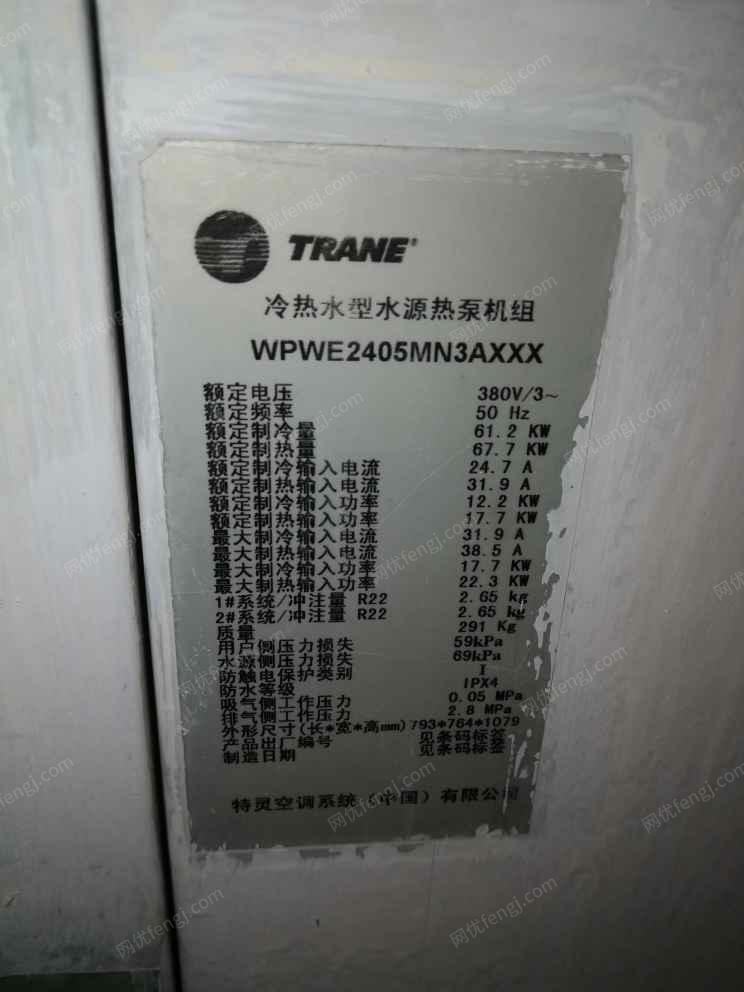 TRANE
冷热水型水源热泵机组
WPWE2405MN3AXXX
额定电压 380V/3~
额定频率 50 Hz
额定制冷量 61.2 KW
额定制热量 67.7 KW
额定制冷输入电流 24.7 A
额定制热输入电流 31.9 A
额定制冷输入功率 12.2 KW
额定制热输入功率 17.7 KW
最大制冷输入电流 31.9 A
最大制热输入电流 38.5 A
最大制冷输入功率 17.7 KW
最大制热输入功率 22.3 KW
1#系统/冲注量 R22 2.65 kg
2#系统/冲注量 R22 2.65 kg
质量 291 Kg
用户侧压力损失 59kPa
水源侧压力损失 69kPa
防触电保护类别 I
防水等级 IPX4
吸气侧工作压力 0.05 MPa
排气侧工作压力 2.8 MPa
外形尺寸(长*宽*高mm) 793*764*1079
产品出厂编号 见条码标签
制造日期 见条码标签
特灵空调系统（中国）有限公司
网优fengj.com